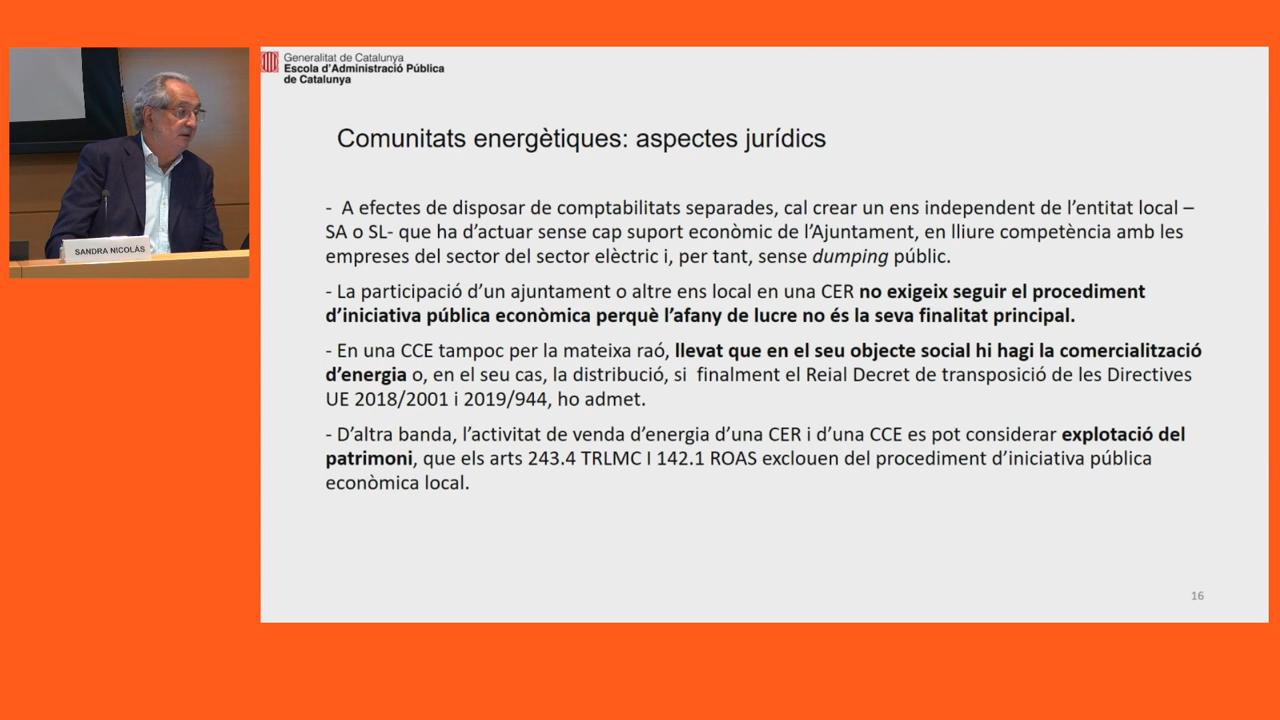 Generalitat de Catalunya
Escola d'Administració Pública
de Catalunya
SANDRA NICOLÁS
Comunitats energètiques: aspectes jurídics
- A efectes de disposar de comptabilitats separades, cal crear un ens independent de l'entitat local –
SA o SL- que ha d'actuar sense cap suport econòmic de l'Ajuntament, en lliure competència amb les
empreses del sector del sector elèctric i, per tant, sense dumping públic.
- La participació d'un ajuntament o altre ens local en una CER no exigeix seguir el procediment
d'iniciativa pública econòmica perquè l'afany de lucre no és la seva finalitat principal.
- En una CCE tampoc per la mateixa raó, llevat que en el seu objecte social hi hagi la comercialització
d'energia o, en el seu cas, la distribució, si finalment el Reial Decret de transposició de les Directives
UE 2018/2001 i 2019/944, ho admet.
- D'altra banda, l'activitat de venda d'energia d'una CER i d'una CCE es pot considerar explotació del
patrimoni, que els arts 243.4 TRLMC I 142.1 ROAS exclouen del procediment d'iniciativa pública
econòmica local.
16